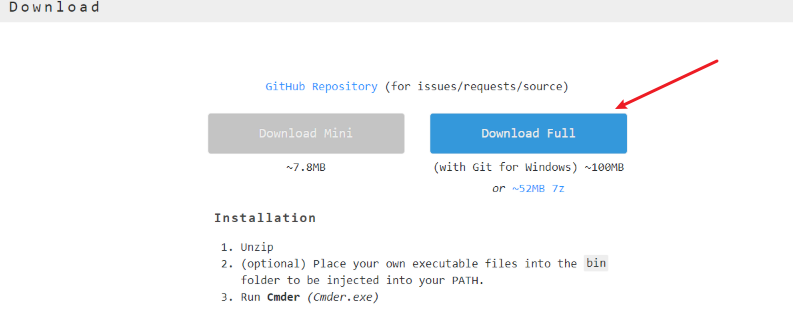 Download
GitHub Repository (for issues/requests/source)
Download Mini
Download Full
~7.8MB
(with Git for Windows) ~100MB
or ~52MB 7z
Installation
1. Unzip
2. (optional) Place your own executable files into the bin
folder to be injected into your PATH.
3. Run Cmder (Cmder.exe)